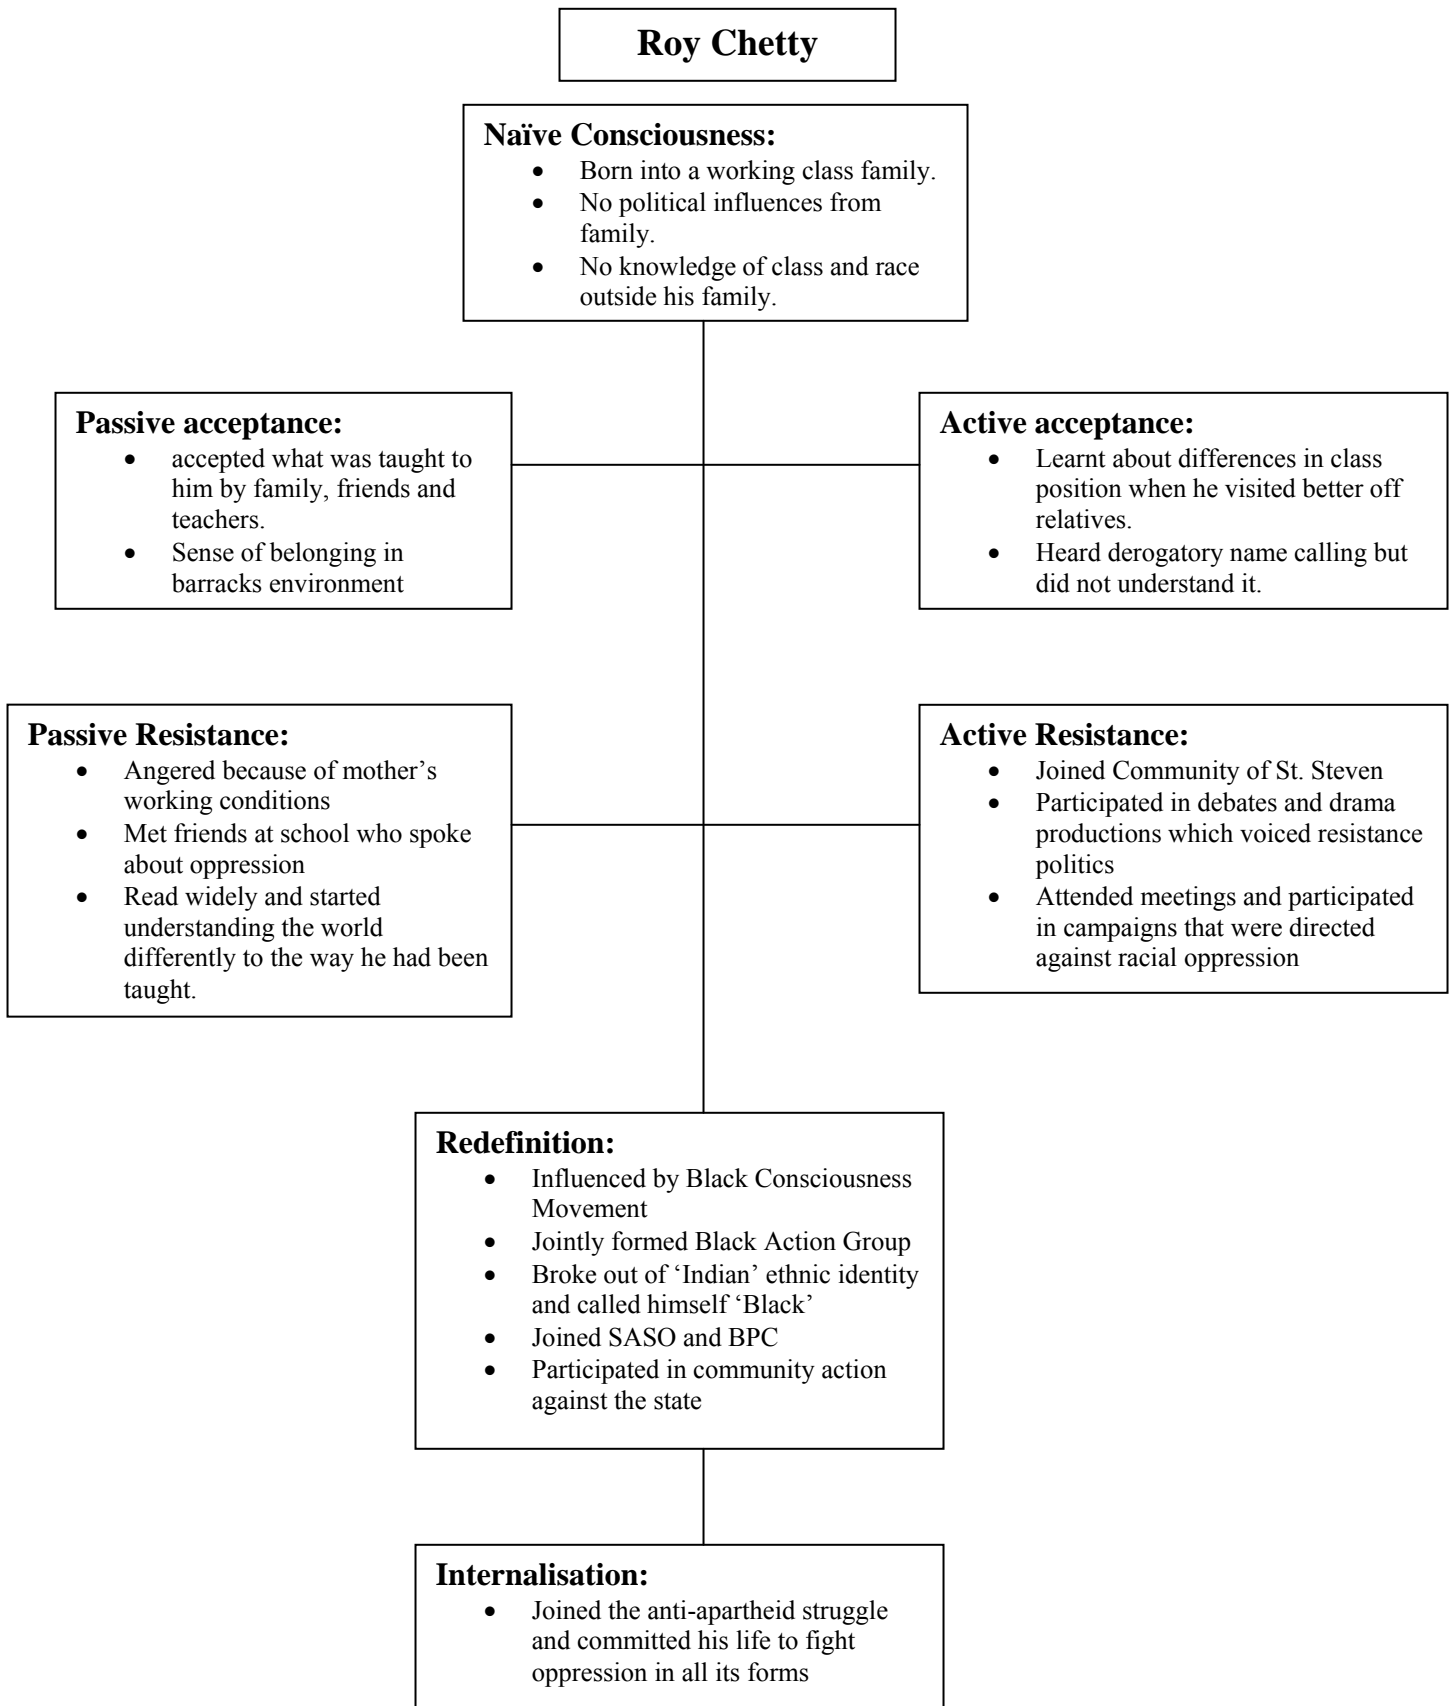 Roy Chetty
Naïve Consciousness:
• Born into a working class family.
• No political influences from
family.
• No knowledge of class and race
outside his family.
Passive acceptance:
• accepted what was taught to
him by family, friends and
teachers.
• Sense of belonging in
barracks environment
Active acceptance:
• Learnt about differences in class
position when he visited better off
relatives.
• Heard derogatory name calling but
did not understand it.
Passive Resistance:
• Angered because of mother's
working conditions
• Met friends at school who spoke
about oppression
• Read widely and started
understanding the world
differently to the way he had been
taught.
Active Resistance:
• Joined Community of St. Steven
• Participated in debates and drama
productions which voiced resistance
politics
• Attended meetings and participated
in campaigns that were directed
against racial oppression
Redefinition:
• Influenced by Black Consciousness
Movement
• Jointly formed Black Action Group
• Broke out of ‘Indian’ ethnic identity
and called himself ‘Black’
• Joined SASO and BPC
• Participated in community action
against the state
Internalisation:
• Joined the anti-apartheid struggle
and committed his life to fight
oppression in all its forms